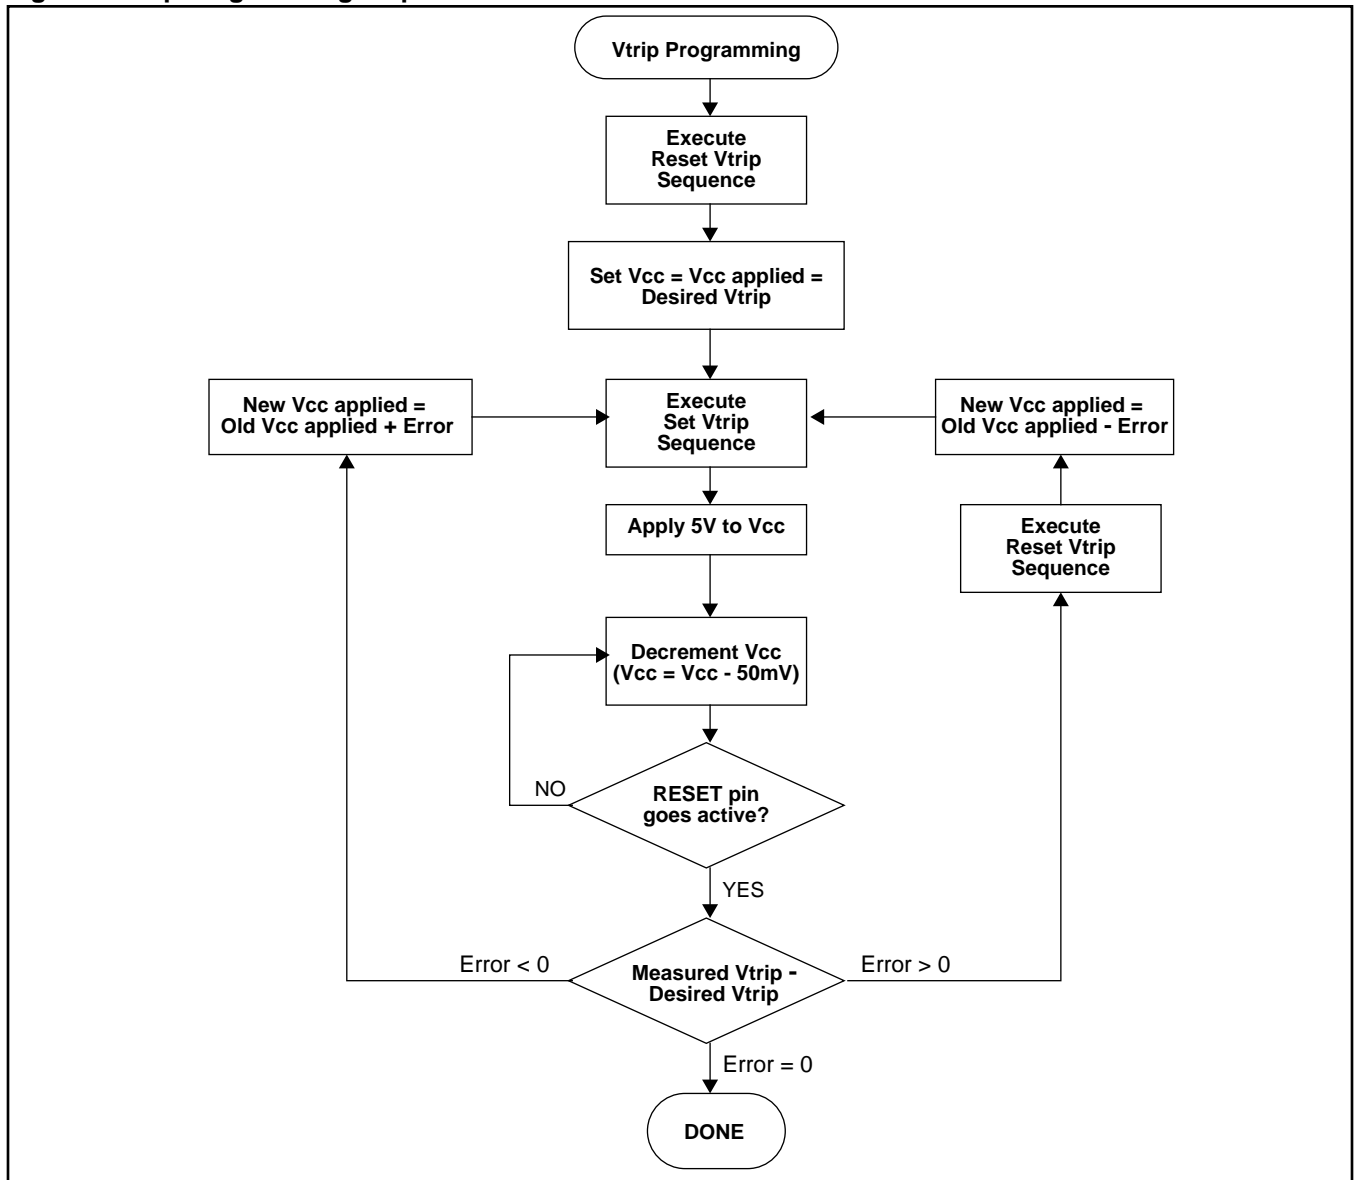 Vtrip Programming
Execute
Reset Vtrip
Sequence
Set Vcc = Vcc applied =
Desired Vtrip
New Vcc applied =
Old Vcc applied + Error
Execute
Set Vtrip
Sequence
New Vcc applied =
Old Vcc applied - Error
Apply 5V to Vcc
Execute
Reset Vtrip
Sequence
Decrement Vcc
(Vcc = Vcc - 50mV)
NO
RESET pin
goes active?
YES
Error < 0
Measured Vtrip -
Desired Vtrip
Error > 0
Error = 0
DONE